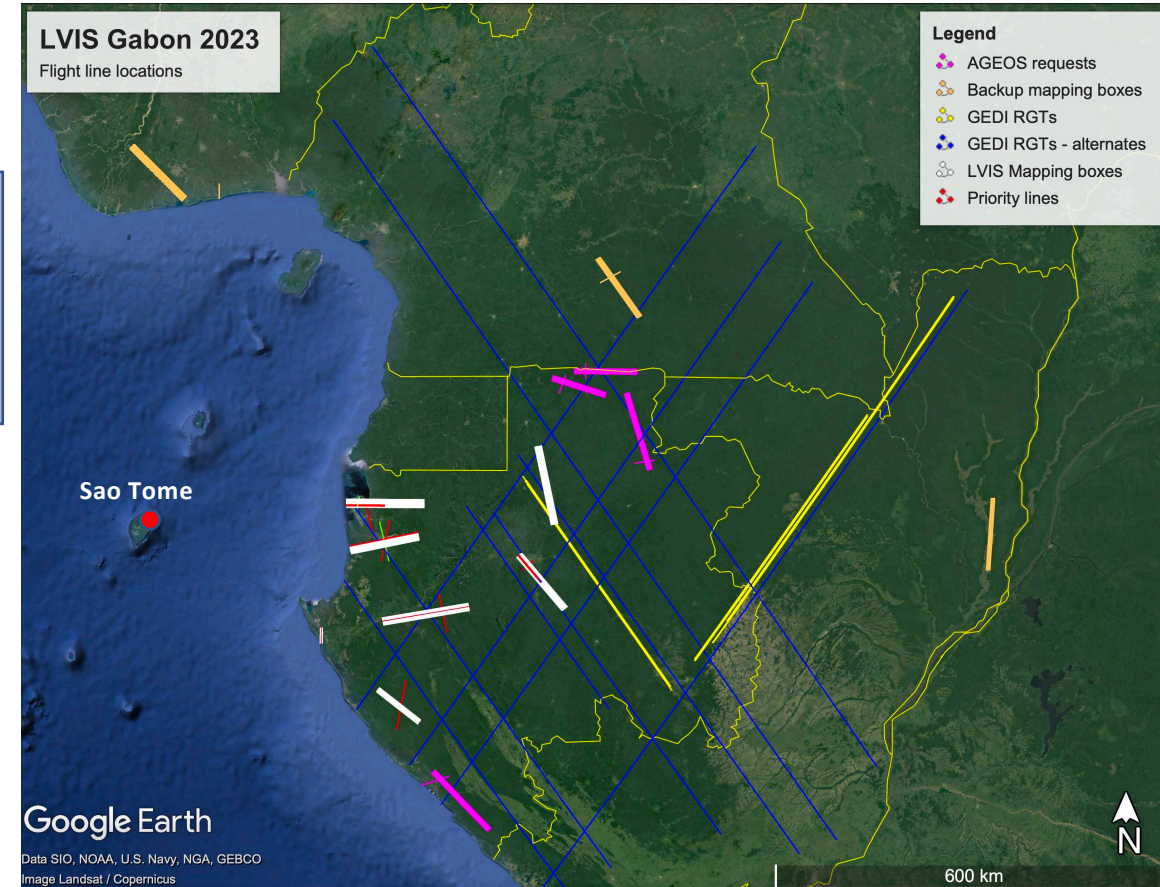 LVIS Gabon 2023
Flight line locations
Legend
AGEOS requests
Backup mapping boxes
GEDI RGTs
GEDI RGTs - alternates
LVIS Mapping boxes
Priority lines
Sao Tome
Google Earth
Data SIO, NOAA, U.S. Navy, NGA, GEBCO
Image Landsat / Copernicus
N
600 km